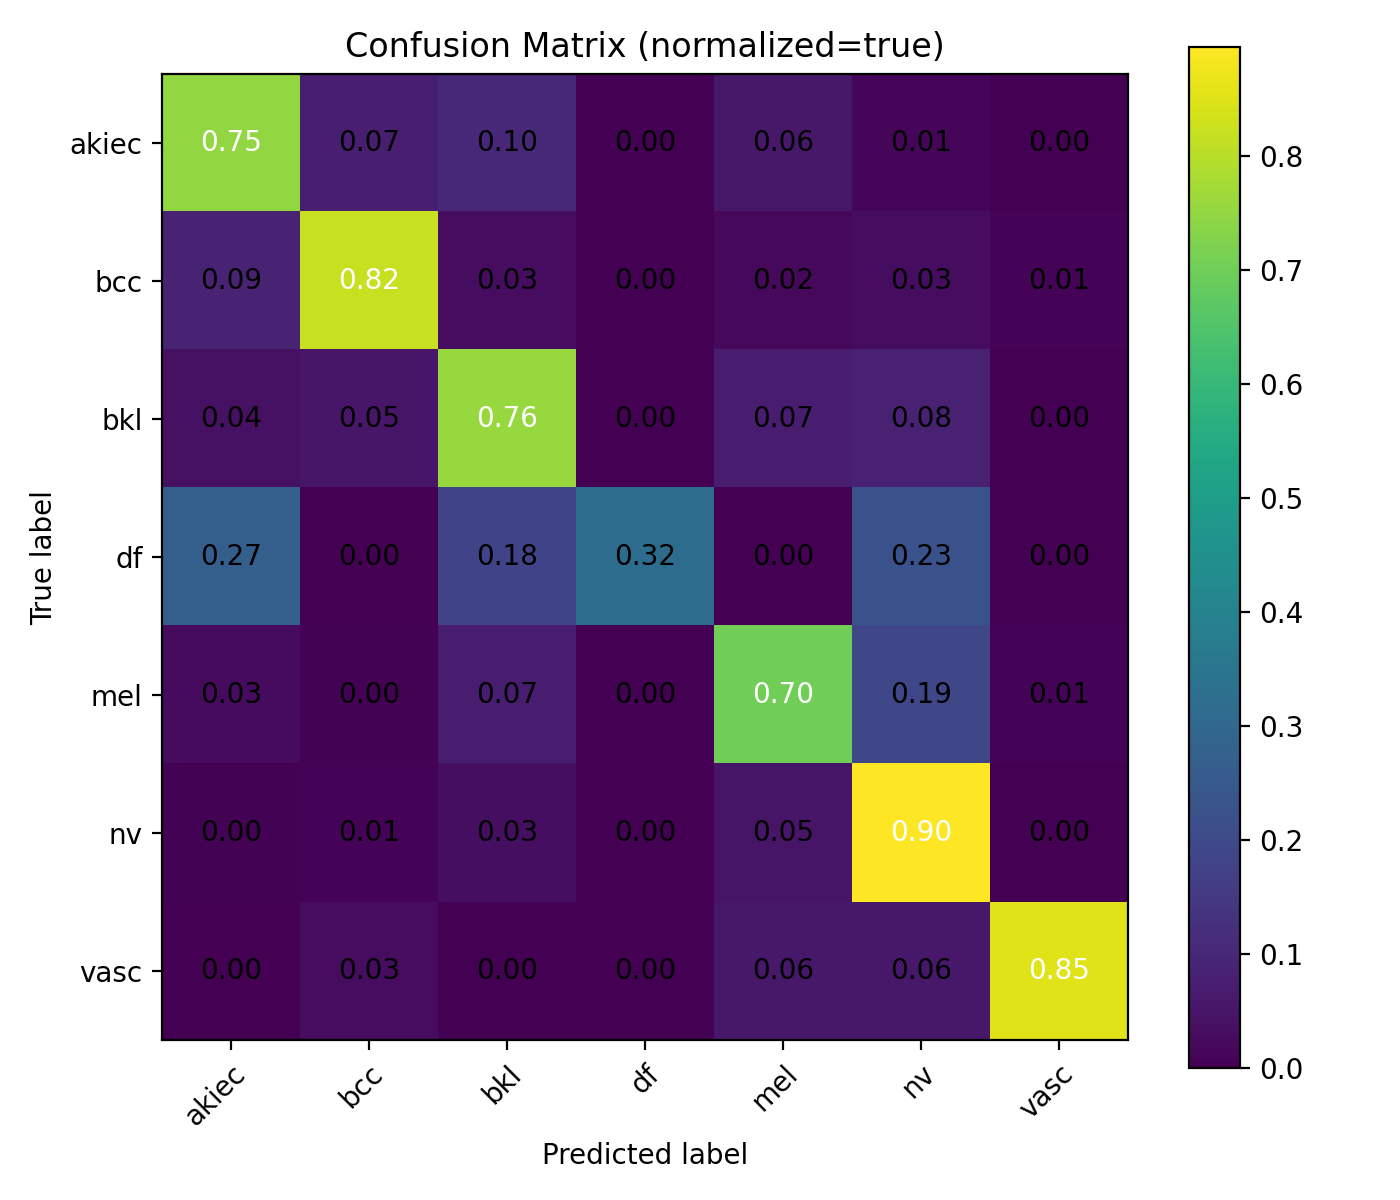 Confusion Matrix (normalized=true)
akiec 0.75 0.07 0.10 0.00 0.06 0.01 0.00
bcc 0.09 0.82 0.03 0.00 0.02 0.03 0.01
bkl 0.04 0.05 0.76 0.00 0.07 0.08 0.00
df 0.27 0.00 0.18 0.32 0.00 0.23 0.00
mel 0.03 0.00 0.07 0.00 0.70 0.19 0.01
nv 0.00 0.01 0.03 0.00 0.05 0.90 0.00
vasc 0.00 0.03 0.00 0.00 0.06 0.06 0.85
akiec bcc bkl df mel nv vasc
Predicted label
True label
0.8
0.7
0.6
0.5
0.4
0.3
0.2
0.1
0.0